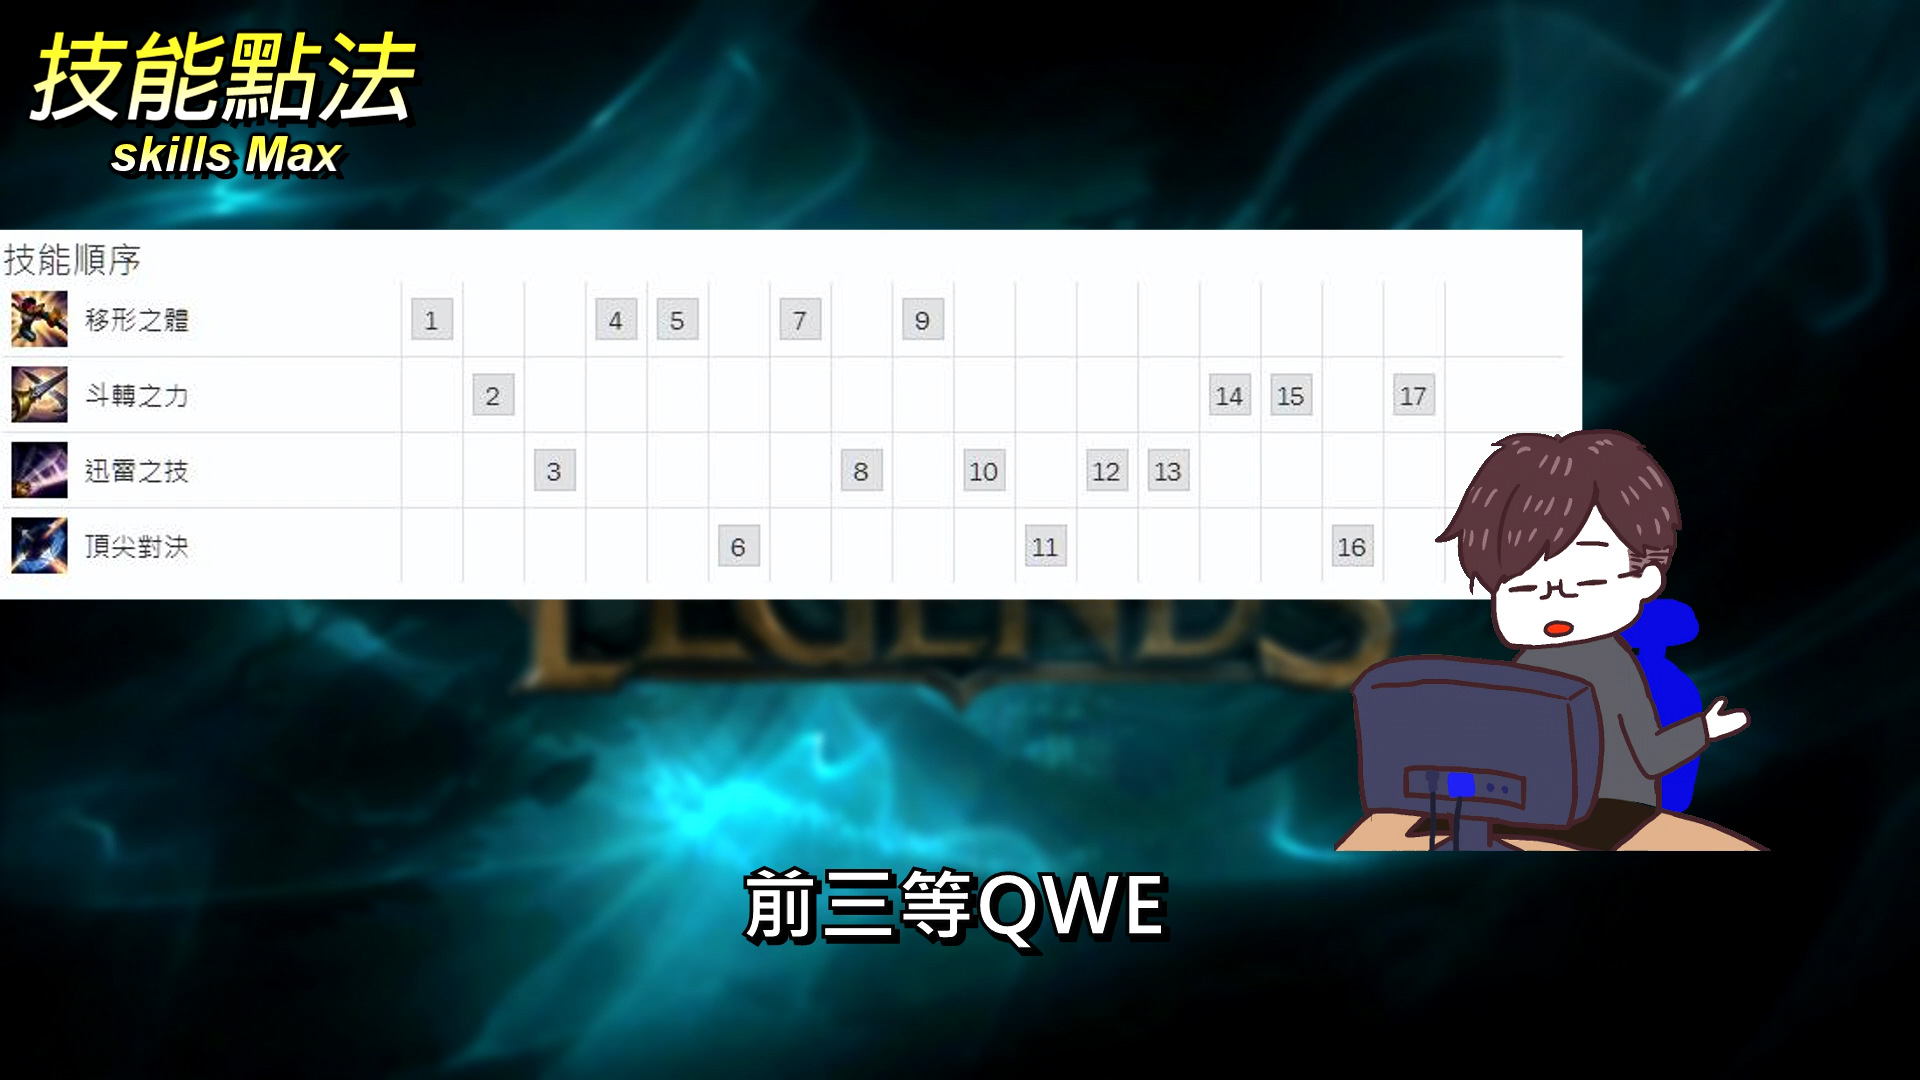 技能點法
skills Max
技能順序
移形之體 1 4 5 7 9
斗轉之力 2 14 15 17
迅雷之技 3 8 10 12 13
頂尖對決 6 11 16
LEGENDS
前三等QWE